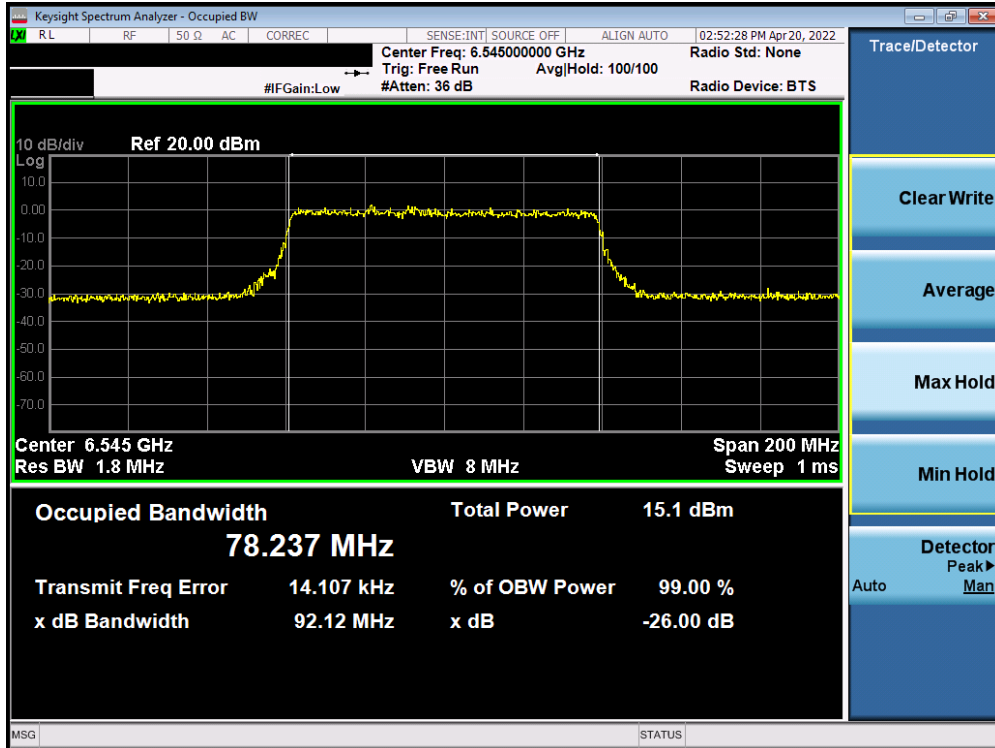 Keysight Spectrum Analyzer - Occupied BW
LXI RL RF 50 Ω AC CORREC SENSE:INT SOURCE OFF ALIGN AUTO 02:52:28 PM Apr 20, 2022
Center Freq: 6.545000000 GHz Radio Std: None
Trig: Free Run Avg|Hold: 100/100
#IFGain:Low #Atten: 36 dB Radio Device: BTS
10 dB/div Ref 20.00 dBm
Log
10.0
0.00
-10.0
-20.0
-30.0
-40.0
-50.0
-60.0
-70.0
Center 6.545 GHz Span 200 MHz
Res BW 1.8 MHz VBW 8 MHz Sweep 1 ms
Occupied Bandwidth Total Power 15.1 dBm
78.237 MHz
Transmit Freq Error 14.107 kHz % of OBW Power 99.00 %
x dB Bandwidth 92.12 MHz x dB -26.00 dB
Trace/Detector
Clear Write
Average
Max Hold
Min Hold
Detector
Peak
Auto Man
MSG STATUS